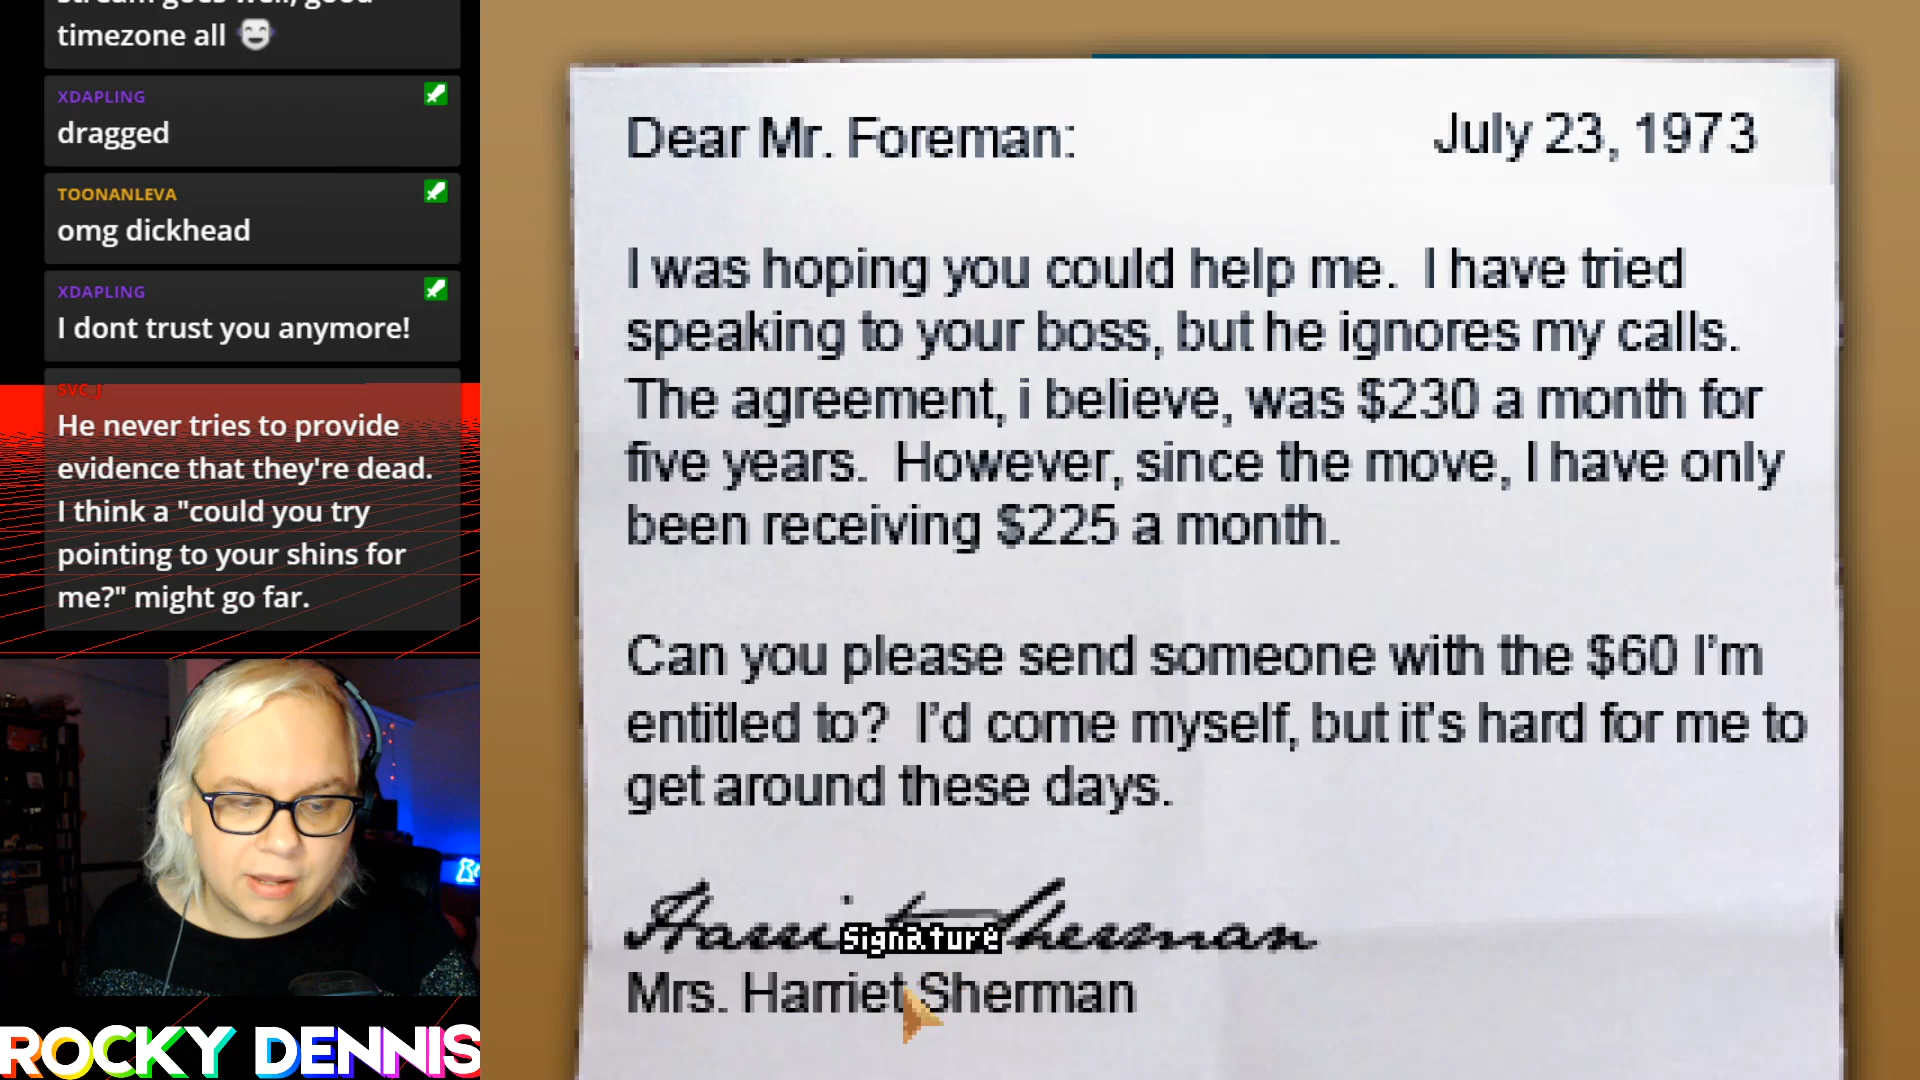 timezone all
XDAPLING
dragged
TOONANLEVA
omg dickhead
XDAPLING
I dont trust you anymore!
SVC_J
He never tries to provide
evidence that they're dead.
I think a "could you try
pointing to your shins for
me?" might go far.
ROCKY DENNIS
Dear Mr. Foreman:
July 23, 1973
I was hoping you could help me. I have tried
speaking to your boss, but he ignores my calls.
The agreement, i believe, was $230 a month for
five years. However, since the move, I have only
been receiving $225 a month.
Can you please send someone with the $60 I'm
entitled to? I'd come myself, but it's hard for me to
get around these days.
Harriet Sherman
signature
Mrs. Harriet Sherman